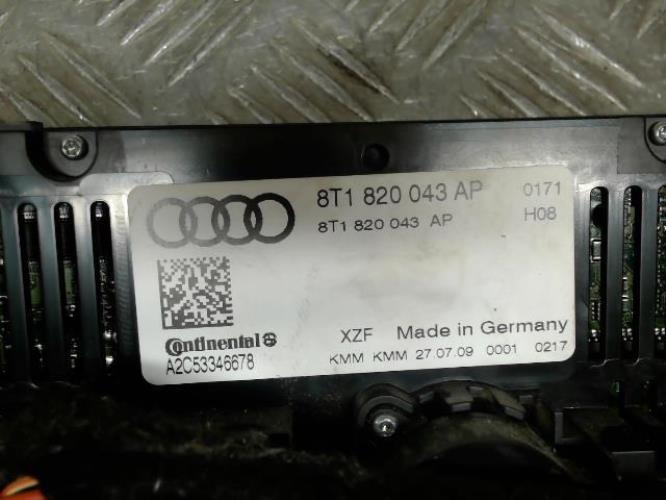 8T1 820 043 AP 0171
8T1 820 043 AP H08
Continental
A2C53346678
XZF Made in Germany
KMM KMM 27.07.09 0001 0217